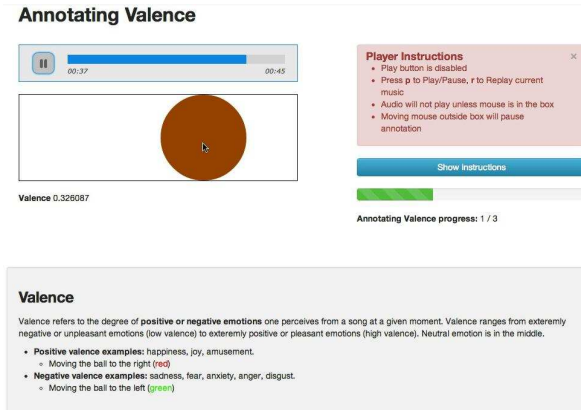 Annotating Valence
00:37 00:45
Valence 0.326087
Player Instructions ×
• Play button is disabled
• Press p to Play/Pause, r to Replay current
music
• Audio will not play unless mouse is in the box
• Moving mouse outside box will pause
annotation
Show instructions
Annotating Valence progress: 1 / 3
Valence
Valence refers to the degree of positive or negative emotions one perceives from a song at a given moment. Valence ranges from exteremly
negative or unpleasant emotions (low valence) to exteremly positive or pleasant emotions (high valence). Neutral emotion is in the middle.
• Positive valence examples: happiness, joy, amusement.
○ Moving the ball to the right (red)
• Negative valence examples: sadness, fear, anxiety, anger, disgust.
○ Moving the ball to the left (green)